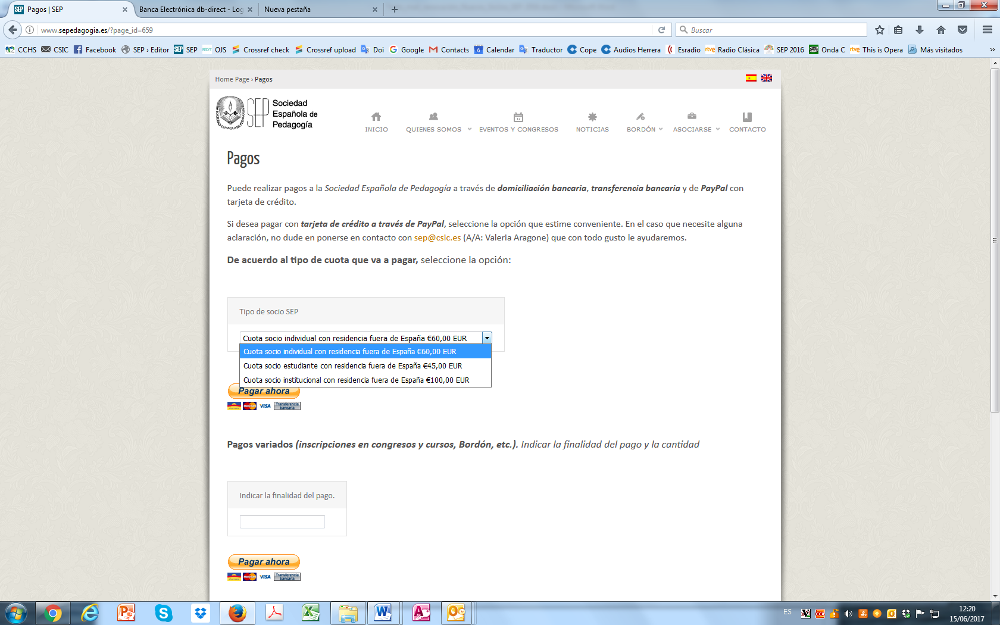 Pagos | SEP
Banca Electrónica db-direct - Log
Nueva pestaña
www.sepedagogia.es/?page_id=659
Buscar
CCHS CSIC Facebook SEP › Editor SEP OJS Crossref check Crossref upload Doi Google Contacts Calendar Traductor Cope Audios Herrera Esradio Radio Clásica SEP 2016 Onda C This is Opera Más visitados
Home Page › Pagos
SEP
Sociedad
Española de
Pedagogía
INICIO QUIENES SOMOS EVENTOS Y CONGRESOS NOTICIAS BORDÓN ASOCIARSE CONTACTO
Pagos
Puede realizar pagos a la Sociedad Española de Pedagogía a través de domiciliación bancaria, transferencia bancaria y de PayPal con
tarjeta de crédito.
Si desea pagar con tarjeta de crédito a través de PayPal, seleccione la opción que estime conveniente. En el caso que necesite alguna
aclaración, no dude en ponerse en contacto con sep@csic.es (A/A: Valeria Aragone) que con todo gusto le ayudaremos.
De acuerdo al tipo de cuota que va a pagar, seleccione la opción:
Tipo de socio SEP
Cuota socio individual con residencia fuera de España €60,00 EUR
Cuota socio individual con residencia fuera de España €60,00 EUR
Cuota socio estudiante con residencia fuera de España €45,00 EUR
Cuota socio institucional con residencia fuera de España €100,00 EUR
Pagar ahora
MasterCard VISA Transferencia bancaria
Pagos variados (inscripciones en congresos y cursos, Bordón, etc.). Indicar la finalidad del pago y la cantidad
Indicar la finalidad del pago.
Pagar ahora
MasterCard VISA Transferencia bancaria
ES
12:20
15/06/2017